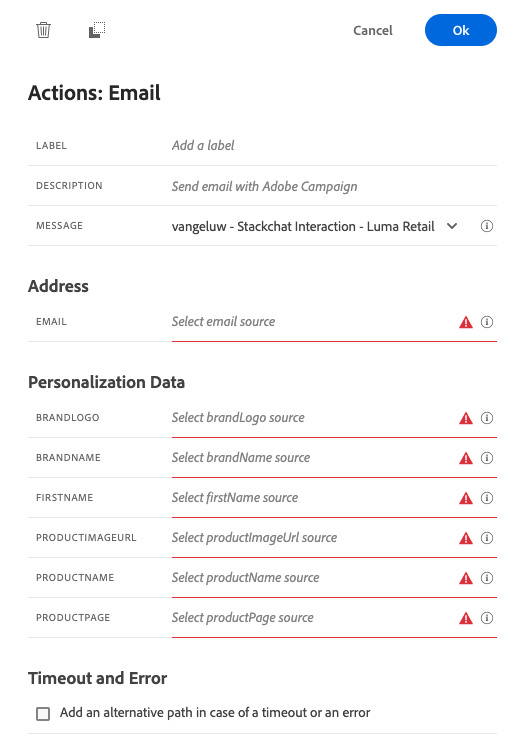 Cancel Ok
Actions: Email
LABEL Add a label
DESCRIPTION Send email with Adobe Campaign
MESSAGE vangeluw - Stackchat Interaction - Luma Retail
Address
EMAIL Select email source
Personalization Data
BRANDLOGO Select brandLogo source
BRANDNAME Select brandName source
FIRSTNAME Select firstName source
PRODUCTIMAGEURL Select productImageUrl source
PRODUCTNAME Select productName source
PRODUCTPAGE Select productPage source
Timeout and Error
Add an alternative path in case of a timeout or an error